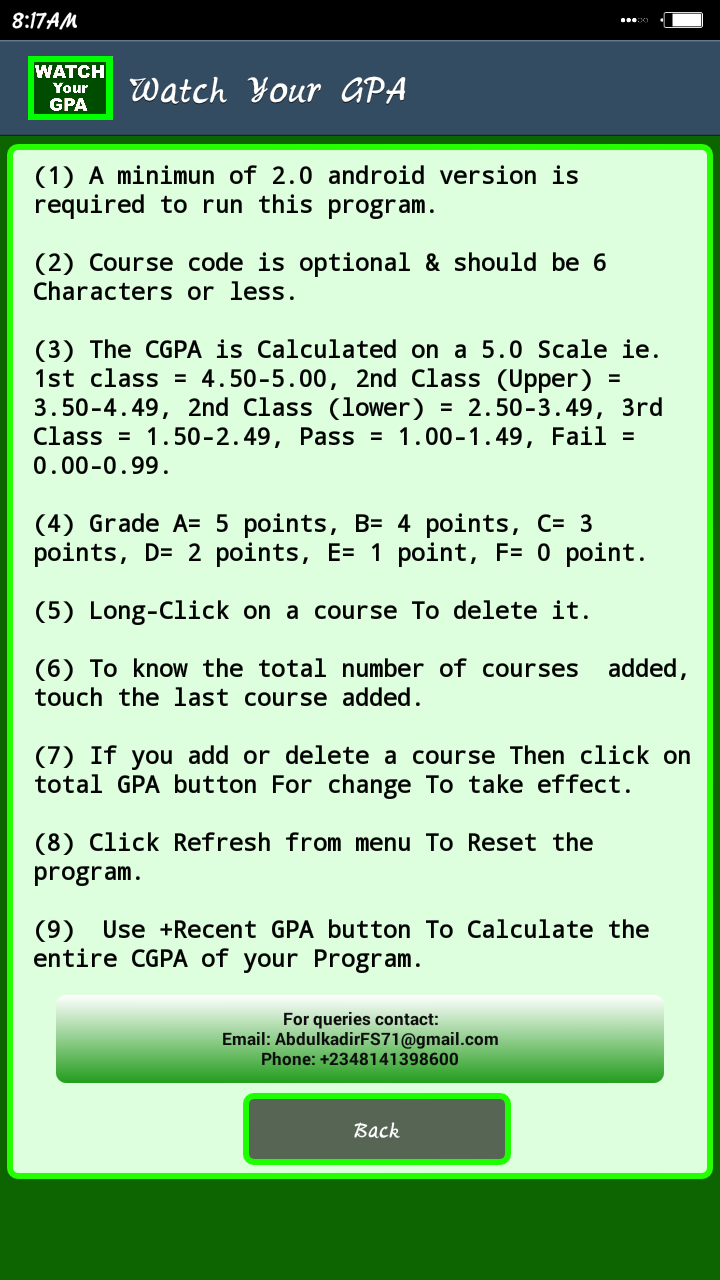 8:17AM
WATCH
Your
GPA
Watch Your GPA
(1) A minimun of 2.0 android version is
required to run this program.
(2) Course code is optional & should be 6
Characters or less.
(3) The CGPA is Calculated on a 5.0 Scale ie.
1st class = 4.50-5.00, 2nd Class (Upper) =
3.50-4.49, 2nd Class (lower) = 2.50-3.49, 3rd
Class = 1.50-2.49, Pass = 1.00-1.49, Fail =
0.00-0.99.
(4) Grade A= 5 points, B= 4 points, C= 3
points, D= 2 points, E= 1 point, F= 0 point.
(5) Long-Click on a course To delete it.
(6) To know the total number of courses  added,
touch the last course added.
(7) If you add or delete a course Then click on
total GPA button For change To take effect.
(8) Click Refresh from menu To Reset the
program.
(9)  Use +Recent GPA button To Calculate the
entire CGPA of your Program.
For queries contact:
Email: AbdulkadirFS71@gmail.com
Phone: +2348141398600
Back